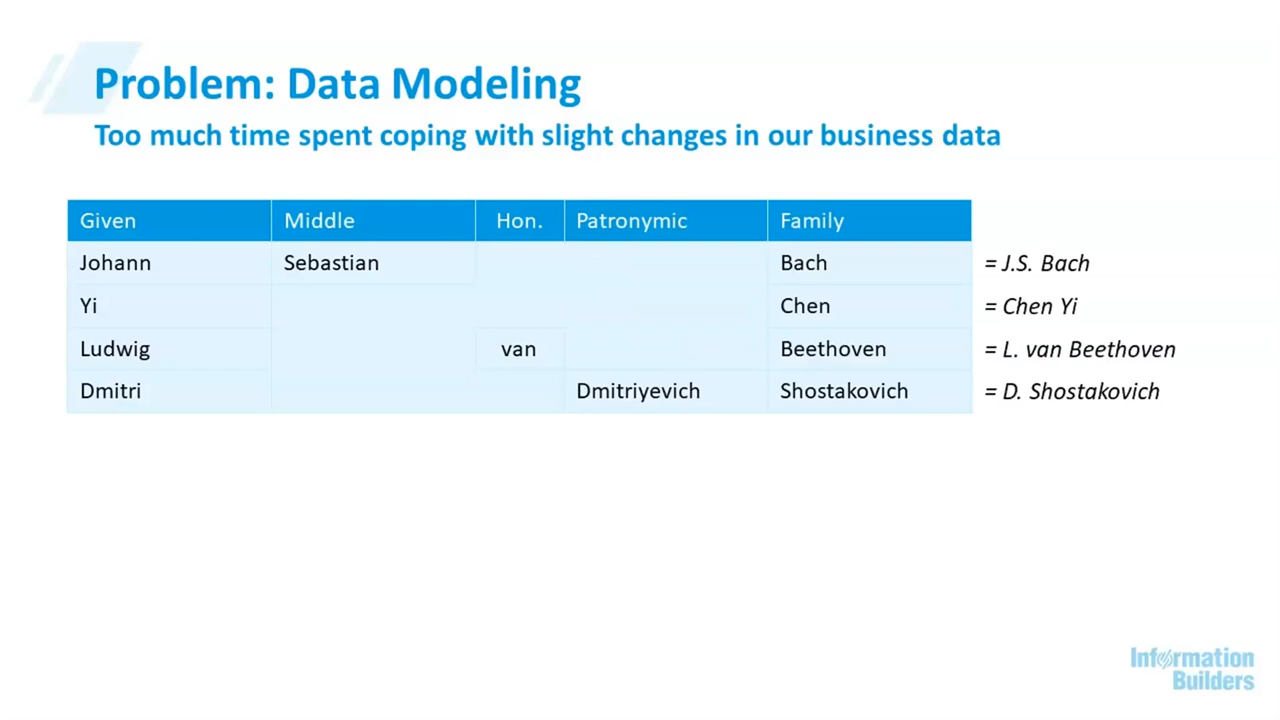 Problem: Data Modeling
Too much time spent coping with slight changes in our business data
Given Middle Hon. Patronymic Family
Johann Sebastian Bach = J.S. Bach
Yi Chen = Chen Yi
Ludwig van Beethoven = L. van Beethoven
Dmitri Dmitriyevich Shostakovich = D. Shostakovich
Information
Builders